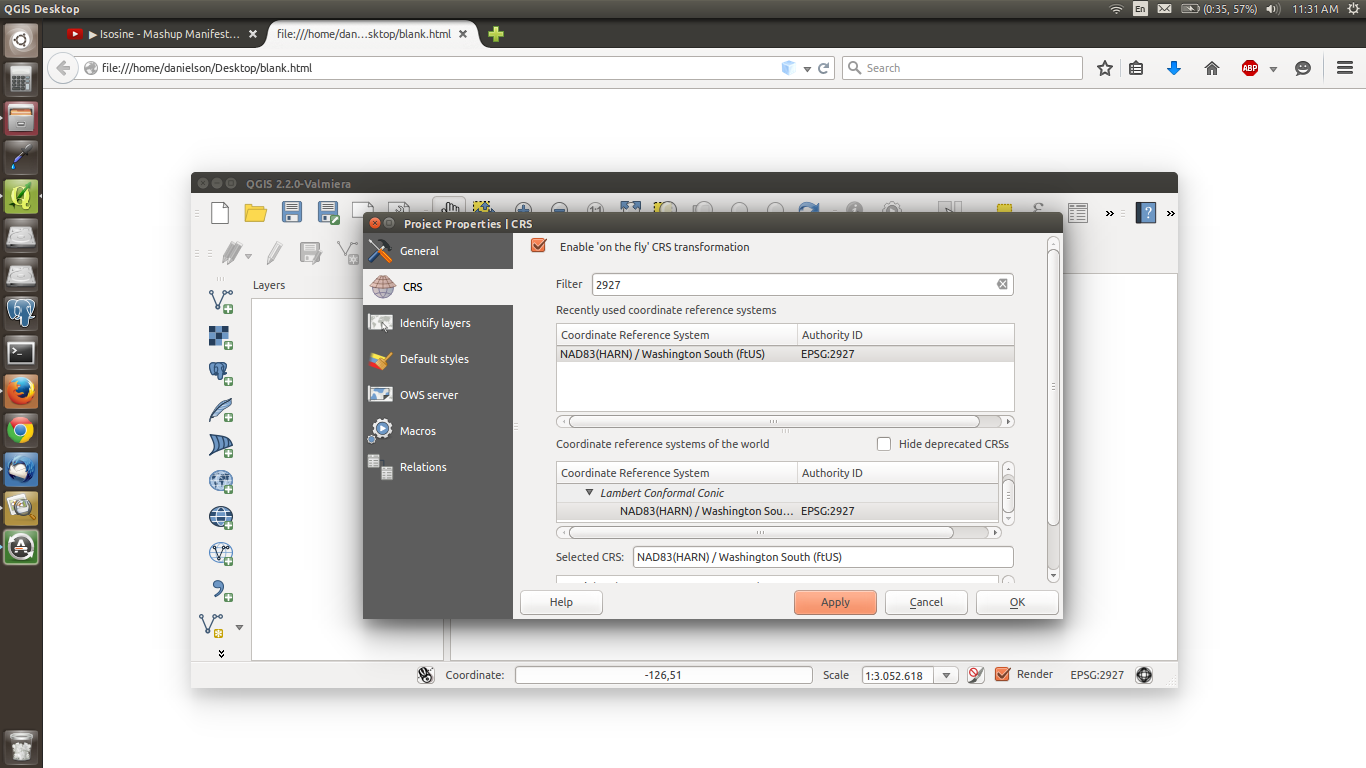 QGIS Desktop
En
(0:35, 57%)
11:31 AM
▶ Isosine - Mashup Manifest...
file:///home/dan...sktop/blank.html
file:///home/danielson/Desktop/blank.html
Search
ABP
QGIS 2.2.0-Valmiera
Project Properties | CRS
General
CRS
Identify layers
Default styles
OWS server
Macros
Relations
Layers
Enable 'on the fly' CRS transformation
Filter
2927
Recently used coordinate reference systems
Coordinate Reference System
Authority ID
NAD83(HARN) / Washington South (ftUS)
EPSG:2927
Coordinate reference systems of the world
Hide deprecated CRSs
Coordinate Reference System
Authority ID
Lambert Conformal Conic
NAD83(HARN) / Washington Sou...
EPSG:2927
Selected CRS:
NAD83(HARN) / Washington South (ftUS)
Help
Apply
Cancel
OK
Coordinate:
-126,51
Scale
1:3.052.618
Render
EPSG:2927